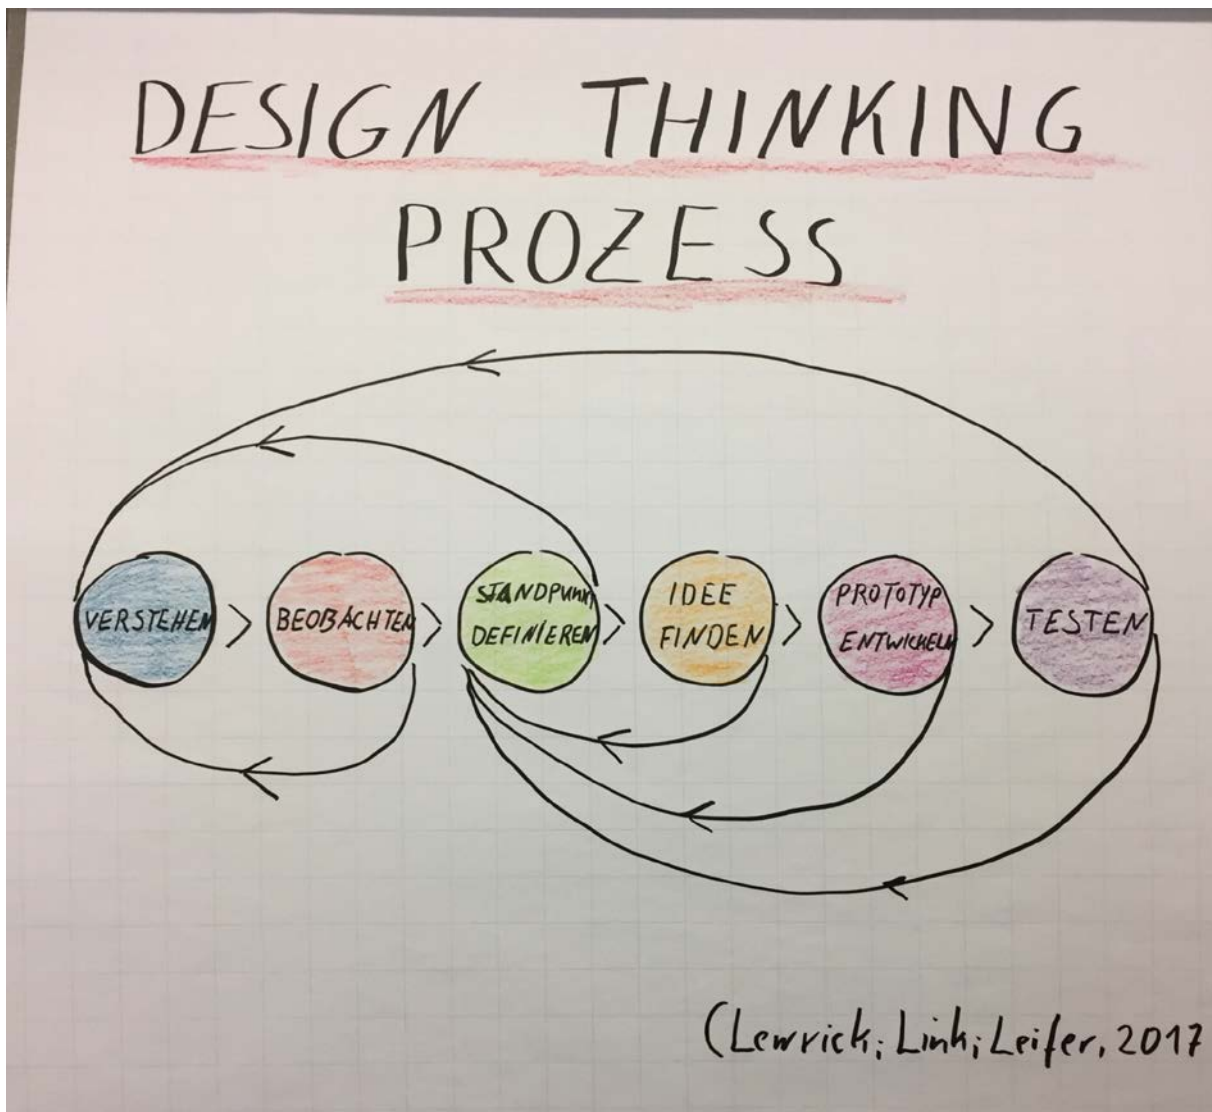 DESIGN THINKING
PROZESS
VERSTEHEN
BEOBACHTEN
STANDPUNKT
DEFINIEREN
IDEE
FINDEN
PROTOTYP
ENTWICKELN
TESTEN
(Lewrick; Link; Leifer, 2017